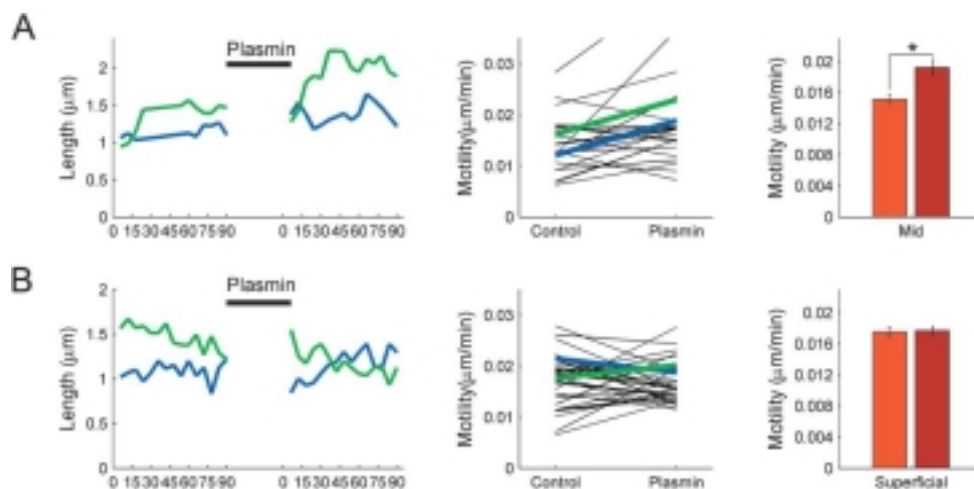 A
Plasmin
Length (μm)
2
1.5
1
0.5
0
0 15 30 45 60 75 90
0 15 30 45 60 75 90
Motility(μm/min)
0.03
0.02
0.01
0
Control
Plasmin
*
Motility (μm/min)
0.02
0.016
0.012
0.008
0.004
0
Mid
B
Plasmin
Length (μm)
2
1.5
1
0.5
0
0 15 30 45 60 75 90
0 15 30 45 60 75 90
Motility(μm/min)
0.03
0.02
0.01
0
Control
Plasmin
Motility (μm/min)
0.02
0.016
0.012
0.008
0.004
0
Superficial